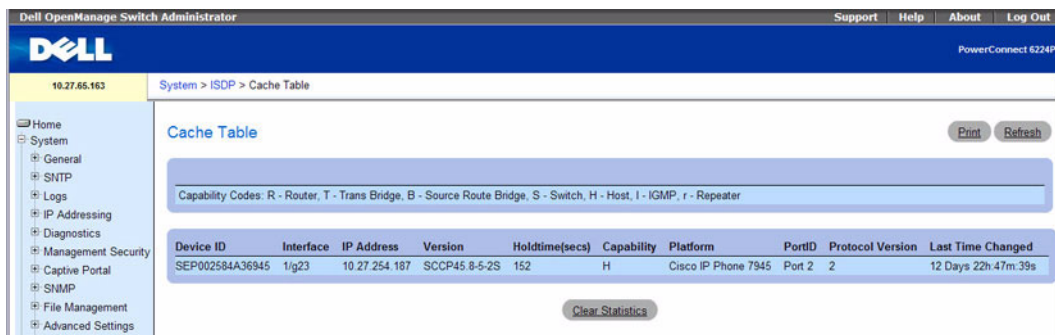 Dell OpenManage Switch Administrator Support Help About Log Out
DELL PowerConnect 6224P
10.27.65.163 System > ISDP > Cache Table
Home
System
General
SNTP
Logs
IP Addressing
Diagnostics
Management Security
Captive Portal
SNMP
File Management
Advanced Settings
Cache Table Print Refresh
Capability Codes: R - Router, T - Trans Bridge, B - Source Route Bridge, S - Switch, H - Host, I - IGMP, r - Repeater
Device ID Interface IP Address Version Holdtime(secs) Capability Platform PortID Protocol Version Last Time Changed
SEP002584A36945 1/g23 10.27.254.187 SCCP45.8-5-2S 152 H Cisco IP Phone 7945 Port 2 2 12 Days 22h:47m:39s
Clear Statistics